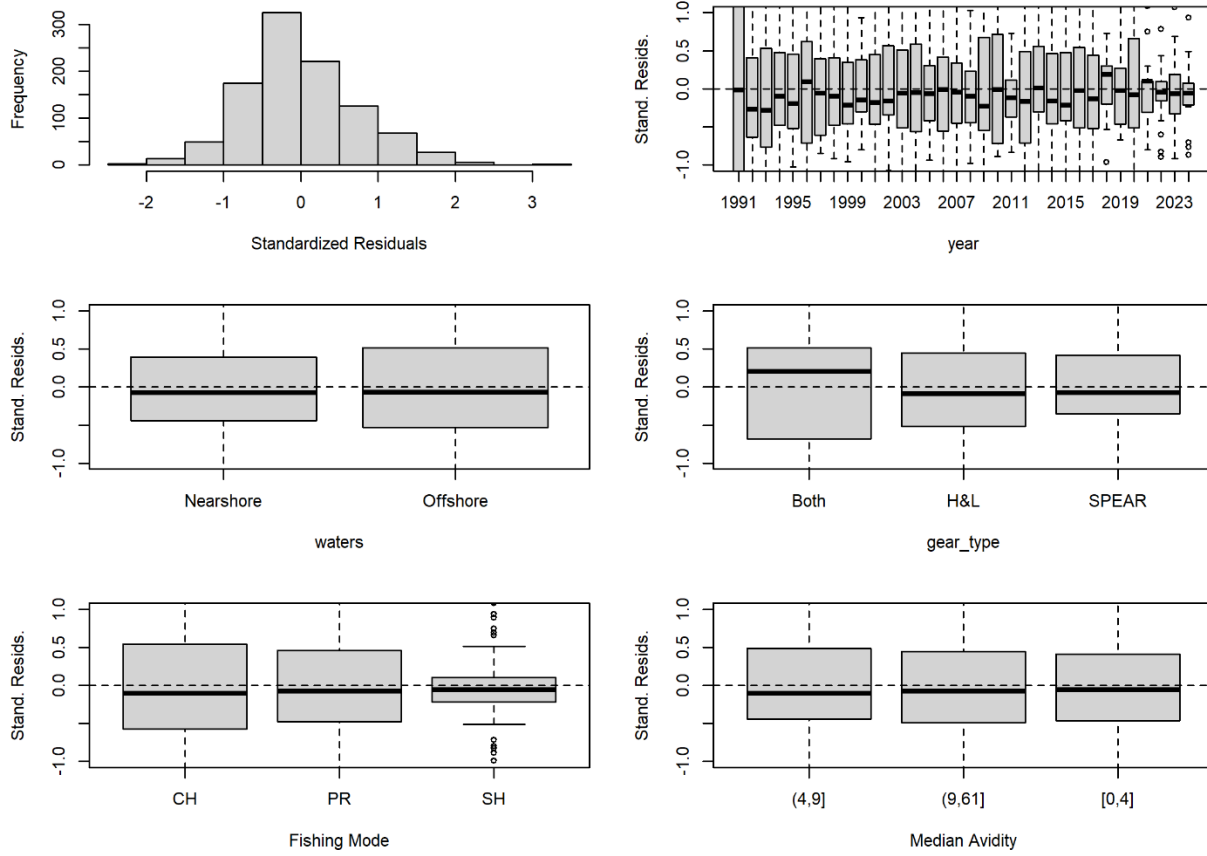 Frequency
0 100 200 300
-2 -1 0 1 2 3
Standardized Residuals
Stand. Resids.
-1.0 0.0 0.5 1.0
1991 1995 1999 2003 2007 2011 2015 2019 2023
year
Stand. Resids.
-1.0 0.0 0.5 1.0
Nearshore Offshore
waters
Stand. Resids.
-1.0 0.0 0.5 1.0
Both H&L SPEAR
gear_type
Stand. Resids.
-1.0 0.0 0.5 1.0
CH PR SH
Fishing Mode
Stand. Resids.
-1.0 0.0 0.5 1.0
(4,9] (9,61] [0,4]
Median Avidity